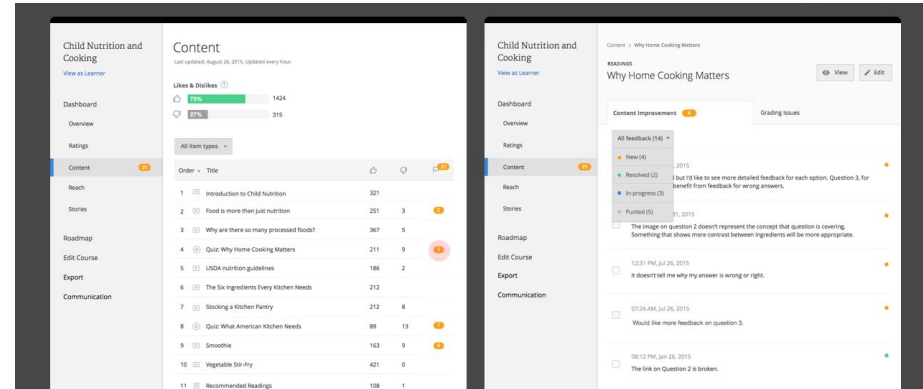 Child Nutrition and
Cooking
View as Learner
Dashboard
Overview
Ratings
Content
Reach
Stories
Roadmap
Edit Course
Export
Communication
Content
Last updated: August 26, 2015. Updated every hour.
Likes & Dislikes
73% 1424
27% 315
All item types
Order Title
1 Introduction to Child Nutrition 321
2 Food is more than just nutrition 251 3
3 Why are there so many processed foods? 367 5
4 Quiz: Why Home Cooking Matters 211 9
5 USDA nutrition guidelines 186 2
6 The Six Ingredients Every Kitchen Needs 212
7 Stocking a Kitchen Pantry 212 8
8 Quiz: What American Kitchen Needs 89 13
9 Smoothie 163 9
10 Vegetable Stir-Fry 421 0
11 Recommended Readings 108 1
Child Nutrition and
Cooking
View as Learner
Dashboard
Overview
Ratings
Content
Reach
Stories
Roadmap
Edit Course
Export
Communication
Content > Why Home Cooking Matters
READINGS
Why Home Cooking Matters
View
Edit
Content Improvement
Grading Issues
All feedback (14)
New (4)
Resolved (2)
In-progress (3)
Punted (5)
, 2015
but I'd like to see more detailed feedback for each option. Question 3, for
benefit from feedback for wrong answers.
31, 2015
The image on question 2 doesn't represent the concept that question is covering.
Something that shows more contrast between ingredients will be more appropriate.
12:31 PM, Jul 26, 2015
It doesn't tell me why my answer is wrong or right.
07:24 AM, Jul 26, 2015
Would like more feedback on question 3.
08:12 PM, Jan 26, 2015
The link on Question 2 is broken.